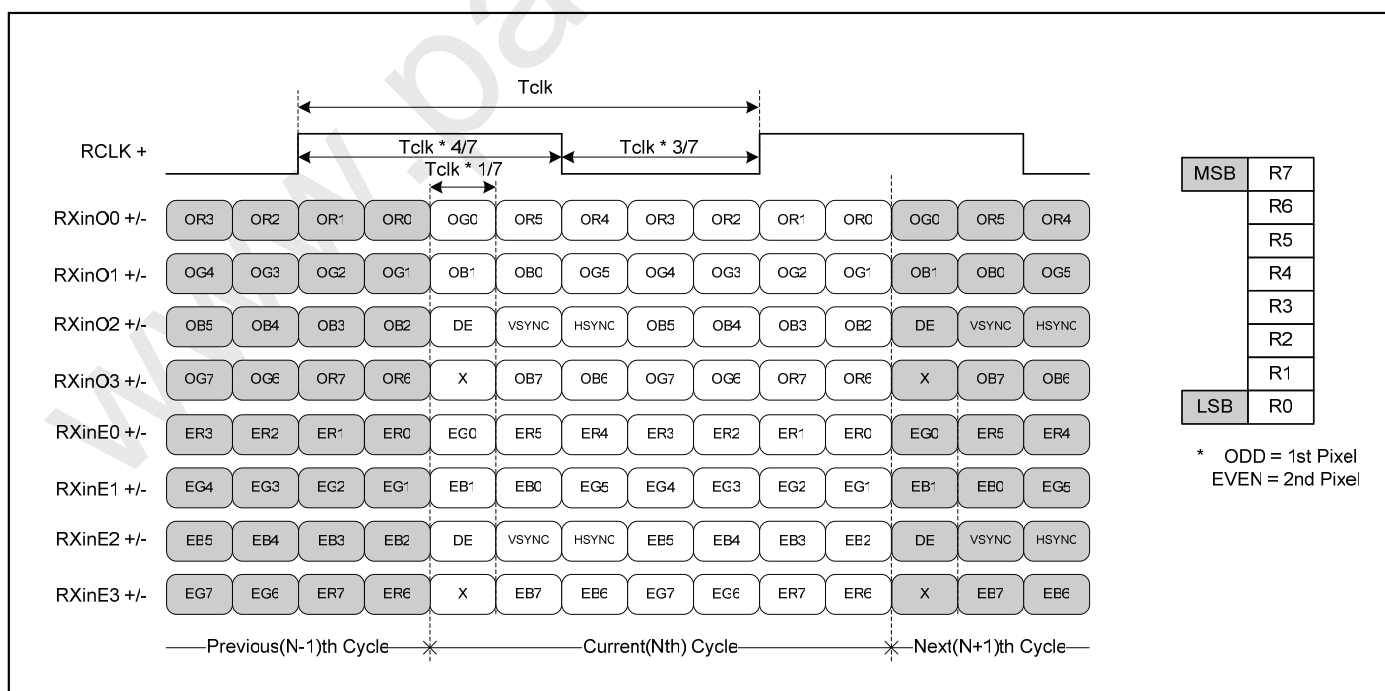 Tclk
RCLK +
Tclk * 4/7
Tclk * 3/7
Tclk * 1/7
RXinO0 +/- OR3 OR2 OR1 OR0 OG0 OR5 OR4 OR3 OR2 OR1 OR0 OG0 OR5 OR4
RXinO1 +/- OG4 OG3 OG2 OG1 OB1 OB0 OG5 OG4 OG3 OG2 OG1 OB1 OB0 OG5
RXinO2 +/- OB5 OB4 OB3 OB2 DE VSYNC HSYNC OB5 OB4 OB3 OB2 DE VSYNC HSYNC
RXinO3 +/- OG7 OG6 OR7 OR6 X OB7 OB6 OG7 OG6 OR7 OR6 X OB7 OB6
RXinE0 +/- ER3 ER2 ER1 ER0 EG0 ER5 ER4 ER3 ER2 ER1 ER0 EG0 ER5 ER4
RXinE1 +/- EG4 EG3 EG2 EG1 EB1 EB0 EG5 EG4 EG3 EG2 EG1 EB1 EB0 EG5
RXinE2 +/- EB5 EB4 EB3 EB2 DE VSYNC HSYNC EB5 EB4 EB3 EB2 DE VSYNC HSYNC
RXinE3 +/- EG7 EG6 ER7 ER6 X EB7 EB6 EG7 EG6 ER7 ER6 X EB7 EB6
Previous(N-1)th Cycle Current(Nth) Cycle Next(N+1)th Cycle
MSB R7
R6
R5
R4
R3
R2
R1
LSB R0
* ODD = 1st Pixel
EVEN = 2nd Pixel
www.pa